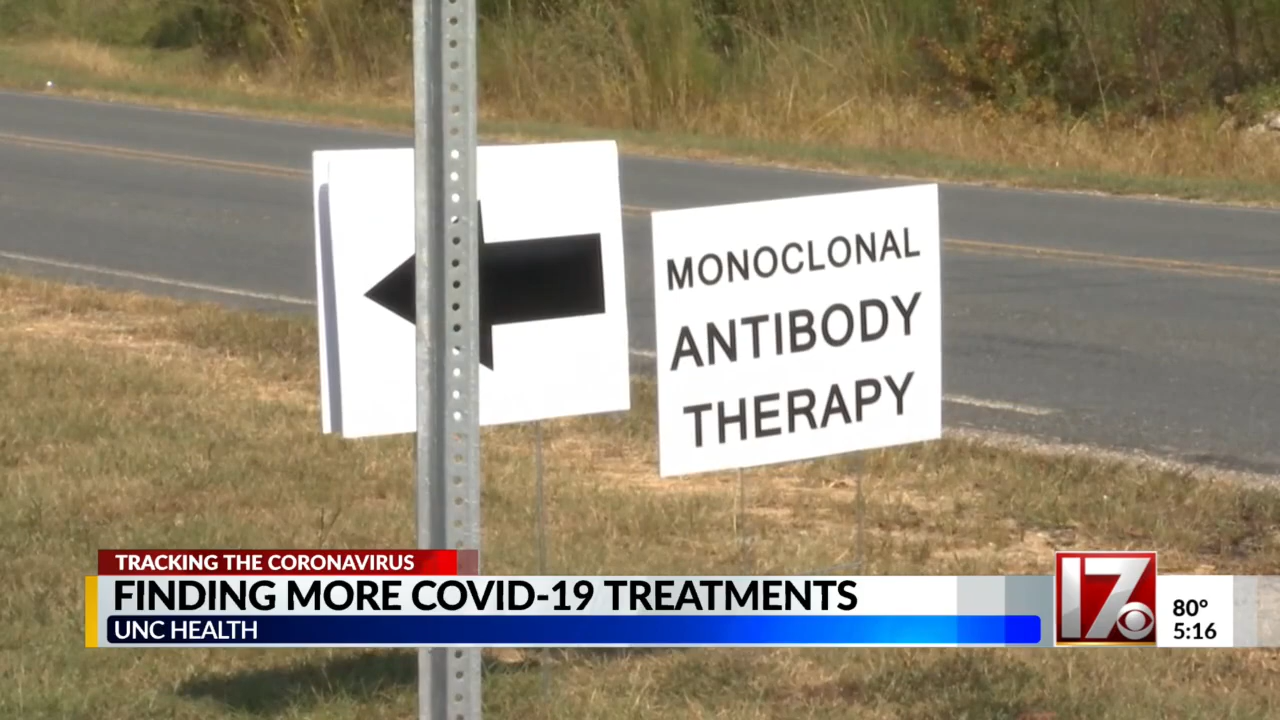 MONOCLONAL
ANTIBODY
THERAPY
TRACKING THE CORONAVIRUS
FINDING MORE COVID-19 TREATMENTS
UNC HEALTH
17
80°
5:16